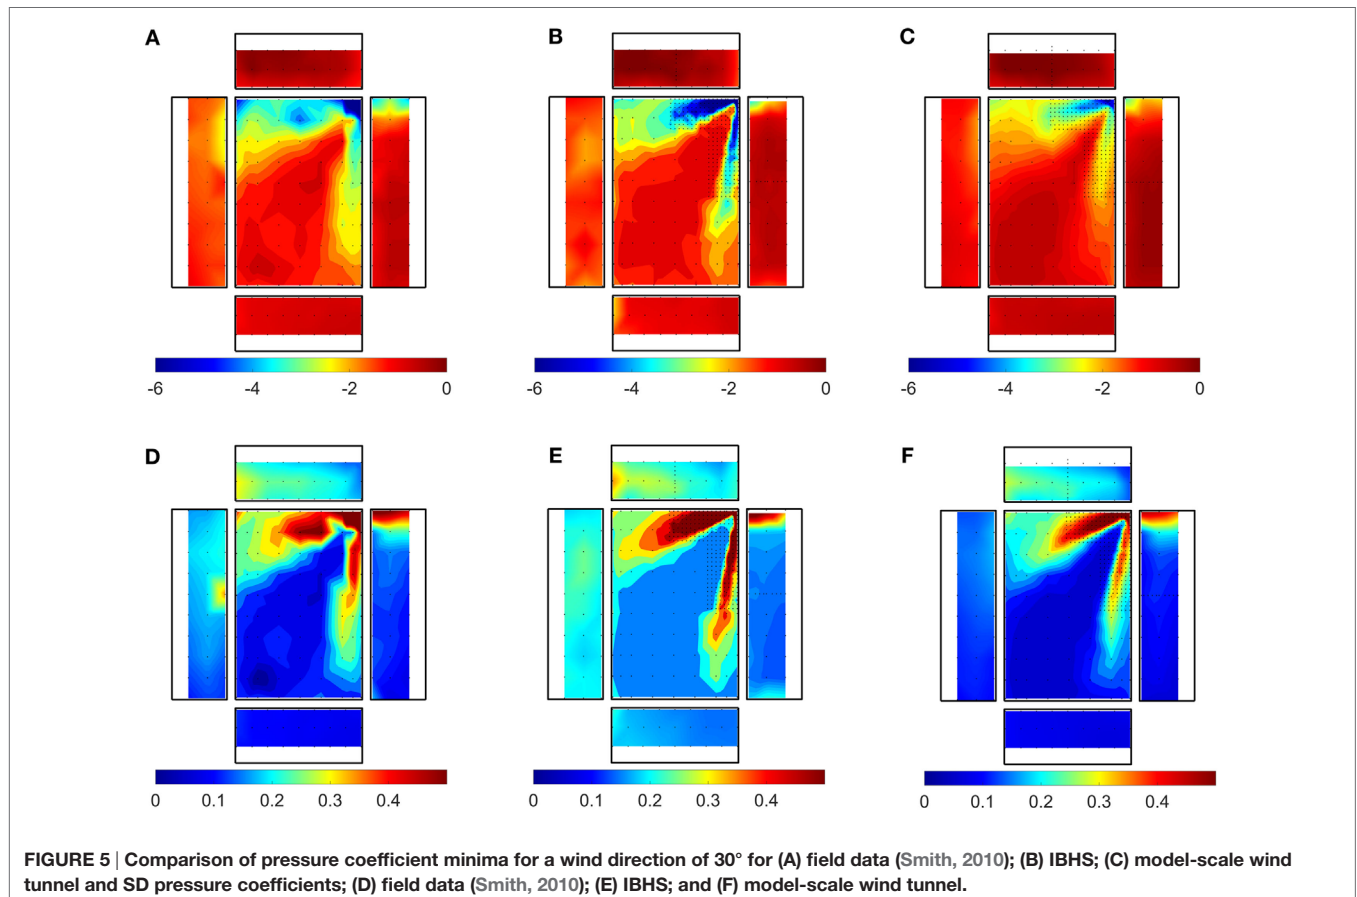 A B C
-6 -4 -2 0 -6 -4 -2 0 -6 -4 -2 0
D E F
0 0.1 0.2 0.3 0.4 0 0.1 0.2 0.3 0.4 0 0.1 0.2 0.3 0.4
FIGURE 5 | Comparison of pressure coefficient minima for a wind direction of 30° for (A) field data (Smith, 2010); (B) IBHS; (C) model-scale wind
tunnel and SD pressure coefficients; (D) field data (Smith, 2010); (E) IBHS; and (F) model-scale wind tunnel.